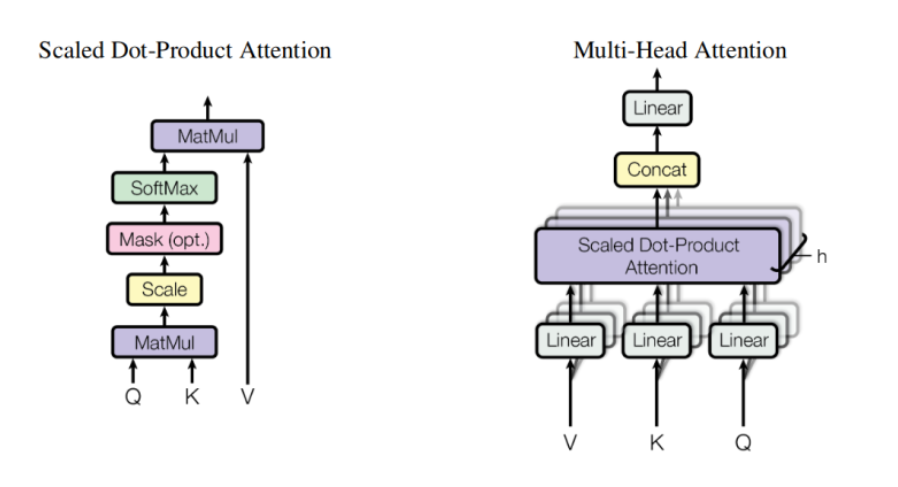 Scaled Dot-Product Attention
MatMul
SoftMax
Mask (opt.)
Scale
MatMul
Q K V
Multi-Head Attention
Linear
Concat
Scaled Dot-Product
Attention
h
Linear Linear Linear
V K Q